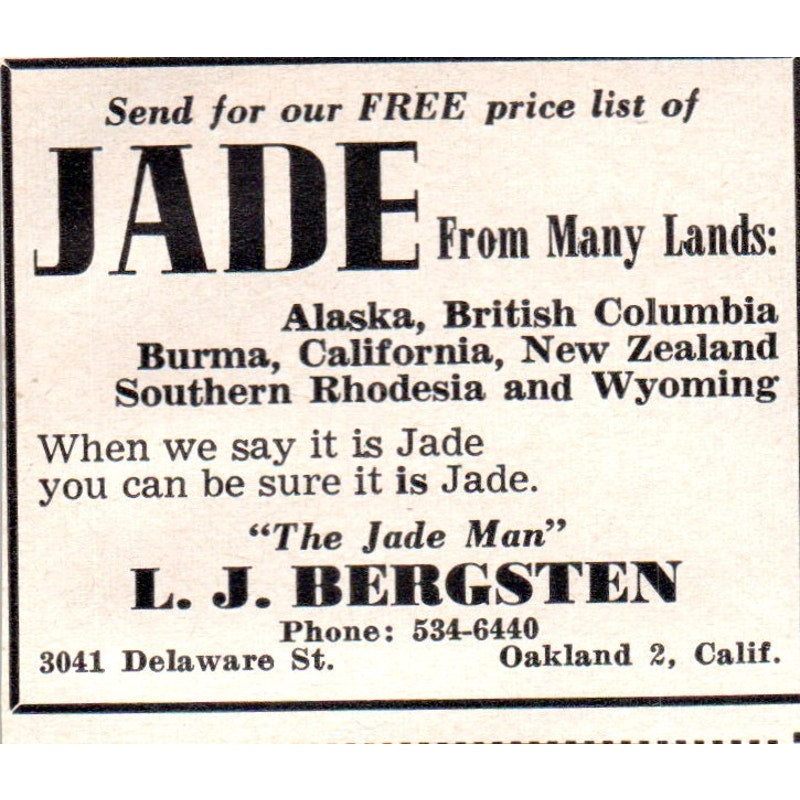 Send for our FREE price list of
JADE From Many Lands:
Alaska, British Columbia
Burma, California, New Zealand
Southern Rhodesia and Wyoming
When we say it is Jade
you can be sure it is Jade.
"The Jade Man"
L. J. BERGSTEN
Phone: 534-6440
3041 Delaware St. Oakland 2, Calif.